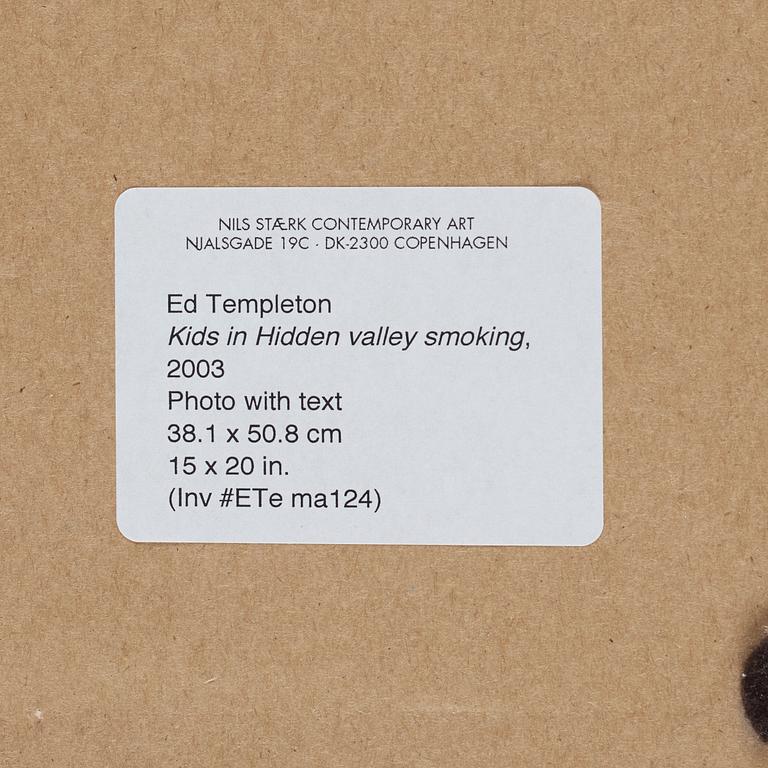 NILS STÆRK CONTEMPORARY ART
NJALSGADE 19C · DK-2300 COPENHAGEN
Ed Templeton
Kids in Hidden valley smoking,
2003
Photo with text
38.1 x 50.8 cm
15 x 20 in.
(Inv #ETe ma124)